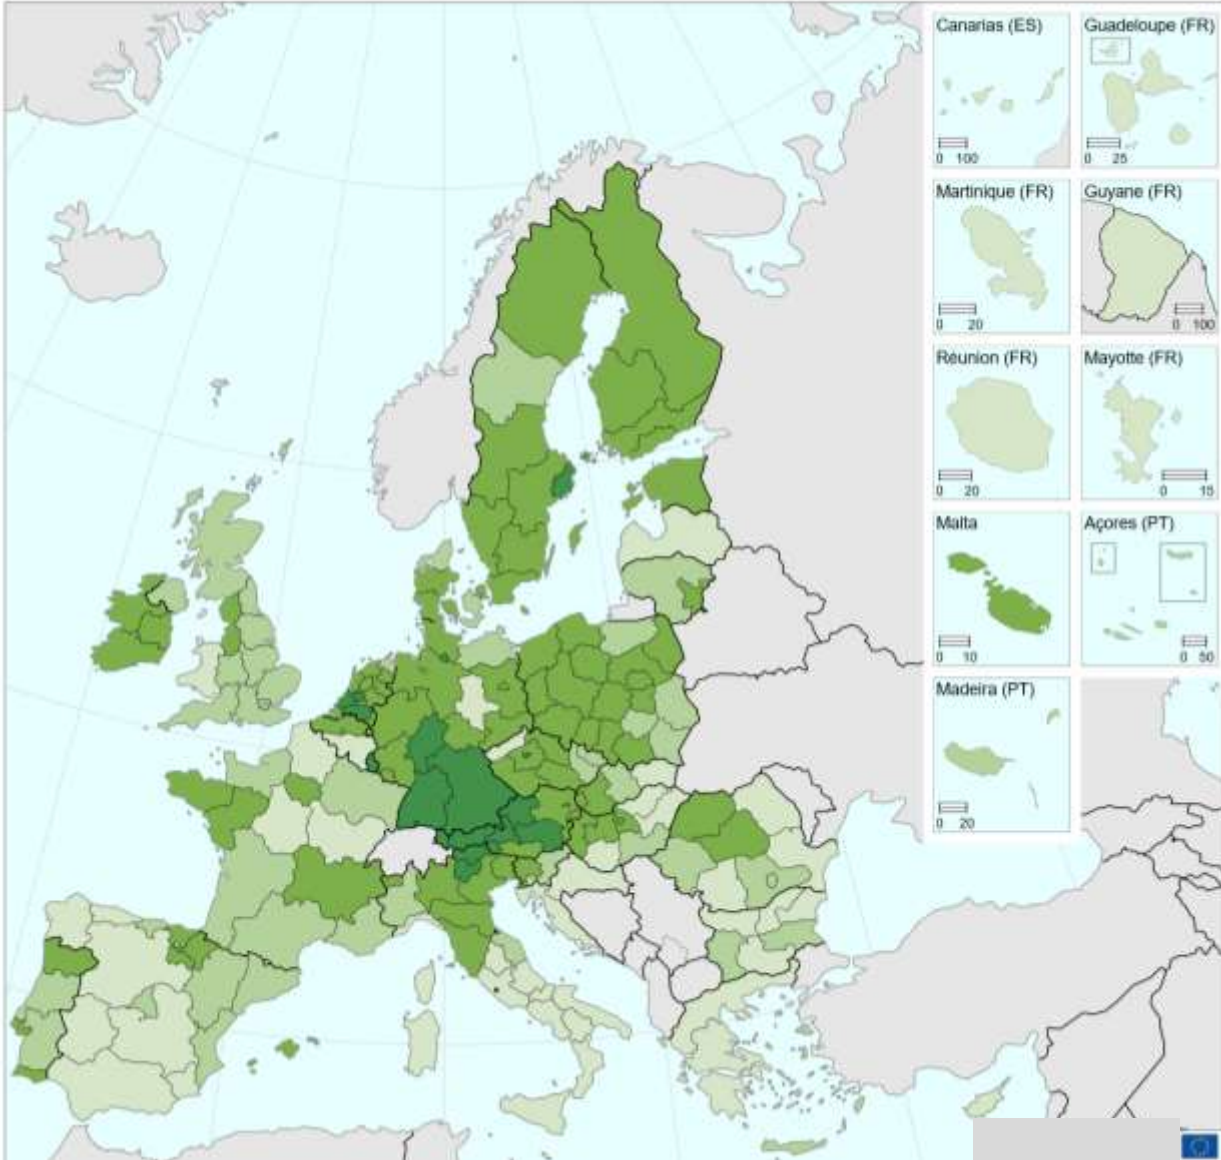 Canarias (ES)
0 100
Guadeloupe (FR)
0 25
Martinique (FR)
0 20
Guyane (FR)
0 100
Réunion (FR)
0 20
Mayotte (FR)
0 15
Malta
0 10
Açores (PT)
0 50
Madeira (PT)
0 20